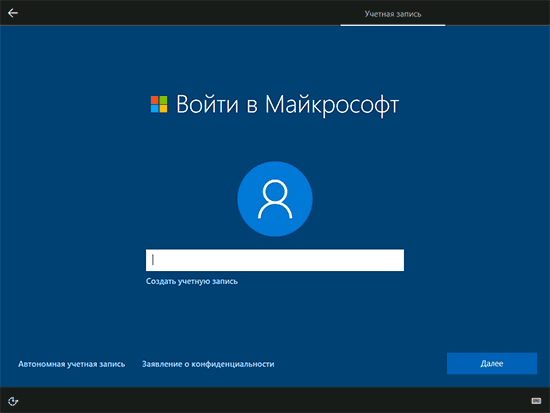 Учетная запись
Войти в Майкрософт
Создать учетную запись
Автономная учетная запись
Заявление о конфиденциальности
Далее